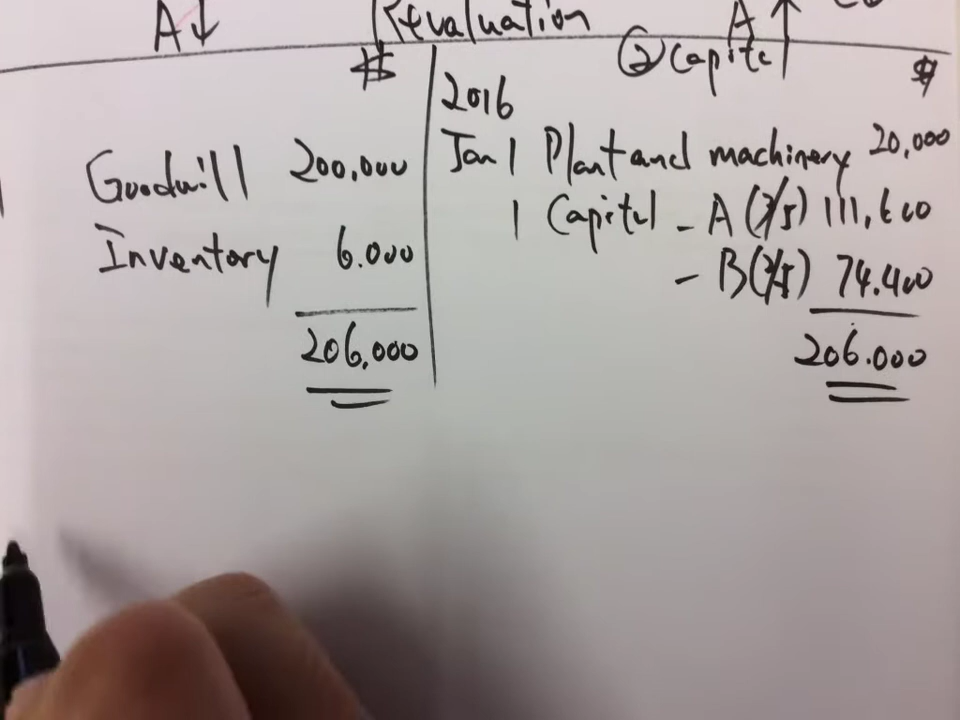 A↓ Revaluation A↑
② Capital
$ $
2016
Goodwill 200,000 Jan 1 Plant and machinery 20,000
1 Capital - A (3/5) 111,600
Inventory 6.000 - B (2/5) 74.400
206,000 206.000